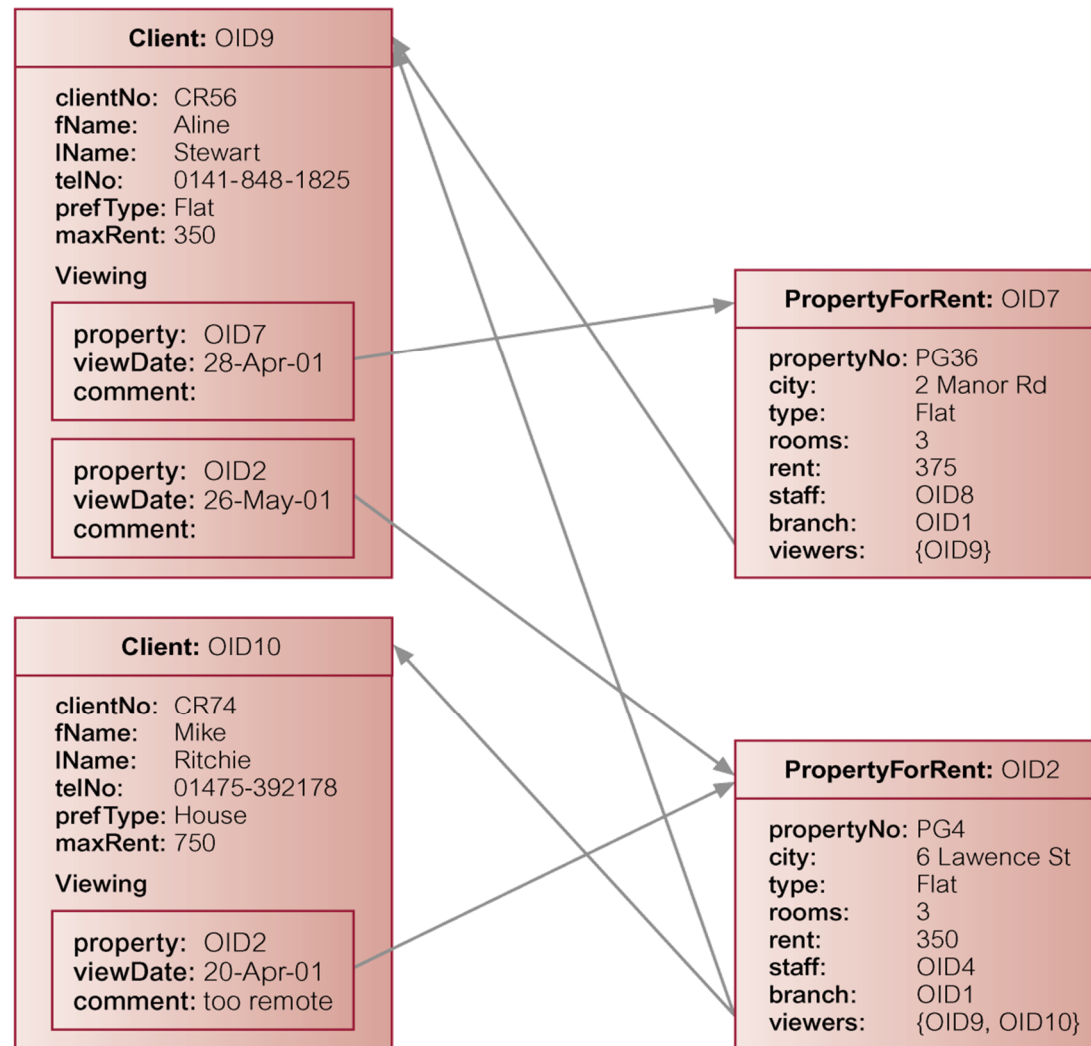 Client: OID9
clientNo: CR56
fName: Aline
lName: Stewart
telNo: 0141-848-1825
prefType: Flat
maxRent: 350
Viewing
property: OID7
viewDate: 28-Apr-01
comment:
property: OID2
viewDate: 26-May-01
comment:
PropertyForRent: OID7
propertyNo: PG36
city: 2 Manor Rd
type: Flat
rooms: 3
rent: 375
staff: OID8
branch: OID1
viewers: {OID9}
Client: OID10
clientNo: CR74
fName: Mike
lName: Ritchie
telNo: 01475-392178
prefType: House
maxRent: 750
Viewing
property: OID2
viewDate: 20-Apr-01
comment: too remote
PropertyForRent: OID2
propertyNo: PG4
city: 6 Lawence St
type: Flat
rooms: 3
rent: 350
staff: OID4
branch: OID1
viewers: {OID9, OID10}